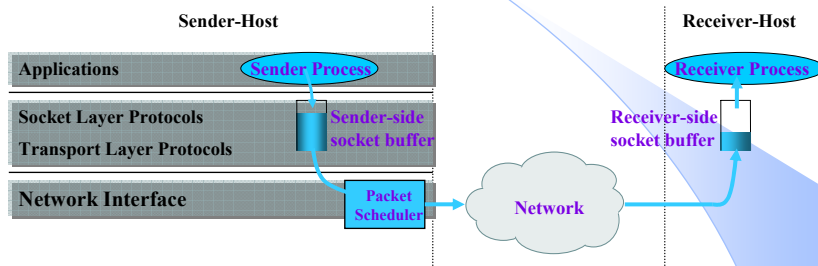 Sender-Host
Receiver-Host
Applications
Sender Process
Receiver Process
Socket Layer Protocols
Transport Layer Protocols
Sender-side
socket buffer
Receiver-side
socket buffer
Network Interface
Packet
Scheduler
Network